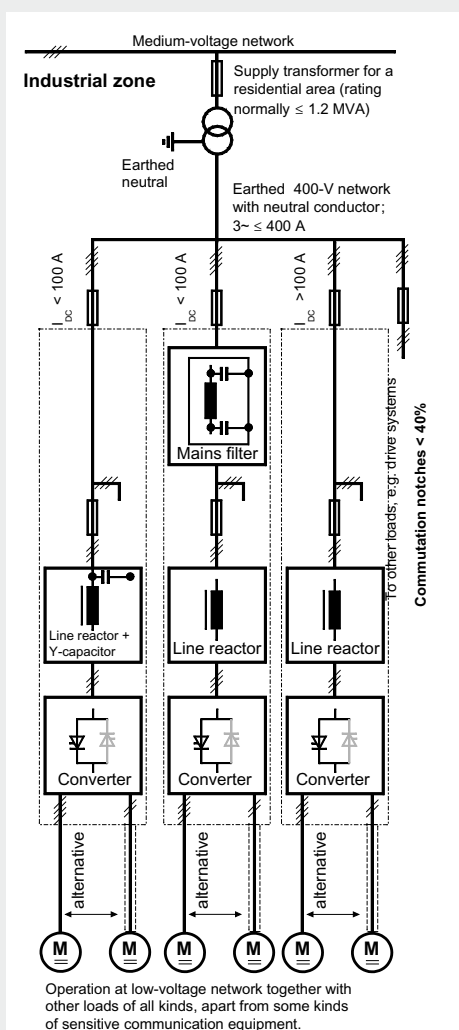 Medium-voltage network
Industrial zone
Supply transformer for a
residential area (rating
normally ≤ 1.2 MVA)
Earthed
neutral
Earthed 400-V network
with neutral conductor;
3~ ≤ 400 A
I_DC < 100 A
I_DC < 100 A
I_DC >100 A
To other loads, e.g. drive systems
Commutation notches < 40%
Mains filter
Line reactor +
Y-capacitor
Line reactor
Line reactor
Converter
Converter
Converter
alternative
alternative
alternative
M
M
M
M
M
M
Operation at low-voltage network together with
other loads of all kinds, apart from some kinds
of sensitive communication equipment.